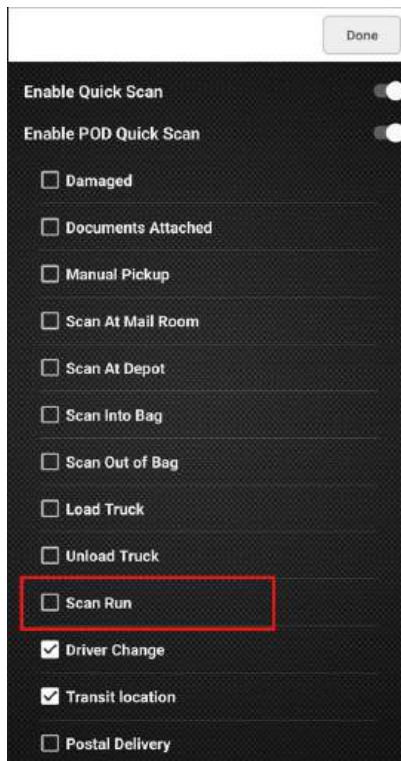 Done
Enable Quick Scan
Enable POD Quick Scan
Damaged
Documents Attached
Manual Pickup
Scan At Mail Room
Scan At Depot
Scan Into Bag
Scan Out of Bag
Load Truck
Unload Truck
Scan Run
Driver Change
Transit location
Postal Delivery